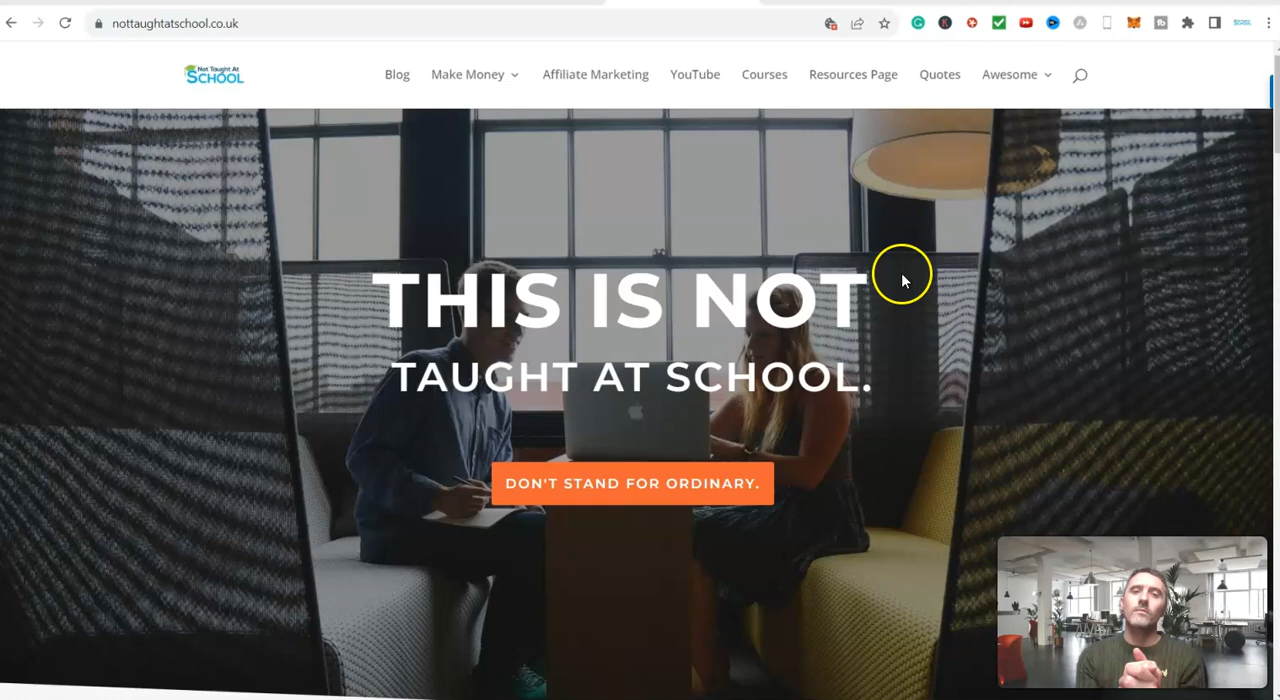 nottaughtatschool.co.uk
Not Taught At
SCHOOL
Blog
Make Money
Affiliate Marketing
YouTube
Courses
Resources Page
Quotes
Awesome
THIS IS NOT
TAUGHT AT SCHOOL.
DON'T STAND FOR ORDINARY.